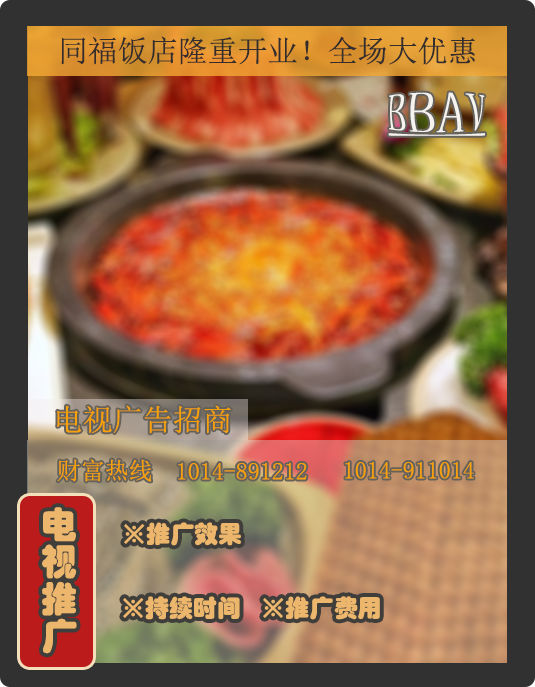 同福饭店隆重开业！全场大优惠
BBAV
电视广告招商
财富热线 1014-891212 1014-911014
电视推广
※推广效果
※持续时间 ※推广费用